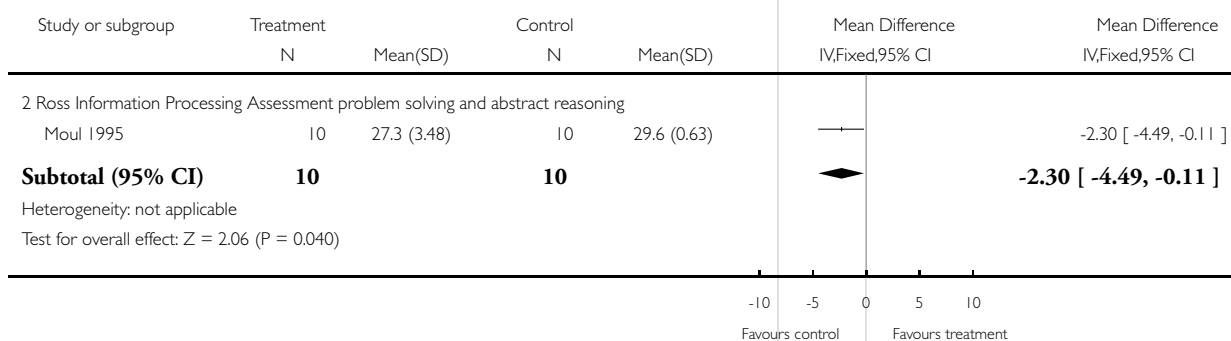 Study or subgroup Treatment Control Mean Difference Mean Difference
N Mean(SD) N Mean(SD) IV,Fixed,95% CI IV,Fixed,95% CI
2 Ross Information Processing Assessment problem solving and abstract reasoning
Moul 1995 10 27.3 (3.48) 10 29.6 (0.63) -2.30 [ -4.49, -0.11 ]
Subtotal (95% CI) 10 10 -2.30 [ -4.49, -0.11 ]
Heterogeneity: not applicable
Test for overall effect: Z = 2.06 (P = 0.040)
-10 -5 0 5 10
Favours control Favours treatment